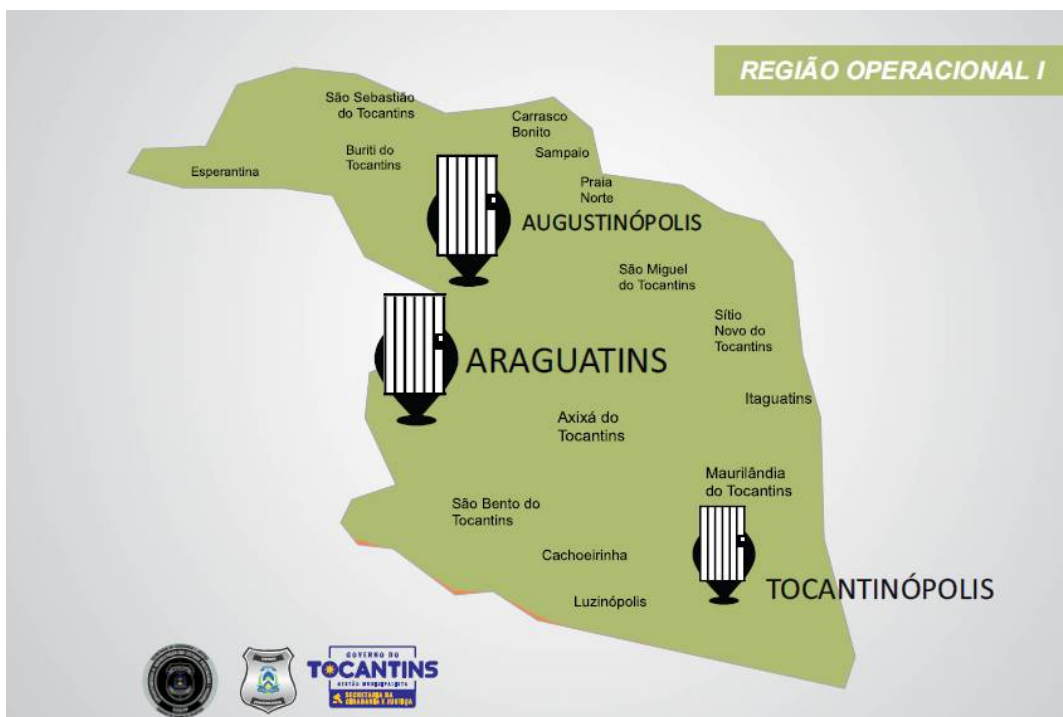 REGIÃO OPERACIONAL I
São Sebastião
do Tocantins
Carrasco
Bonito
Buriti do
Tocantins
Sampaio
Esperantina
Praia
Norte
AUGUSTINÓPOLIS
São Miguel
do Tocantins
Sítio
Novo do
Tocantins
ARAGUATINS
Itaguatins
Axixá do
Tocantins
Maurilândia
do Tocantins
São Bento do
Tocantins
Cachoeirinha
TOCANTINÓPOLIS
Luzinópolis
GOVERNO DO
TOCANTINS
GESTÃO MUNICIPALISTA
SECRETARIA DA
CIDADANIA E JUSTIÇA